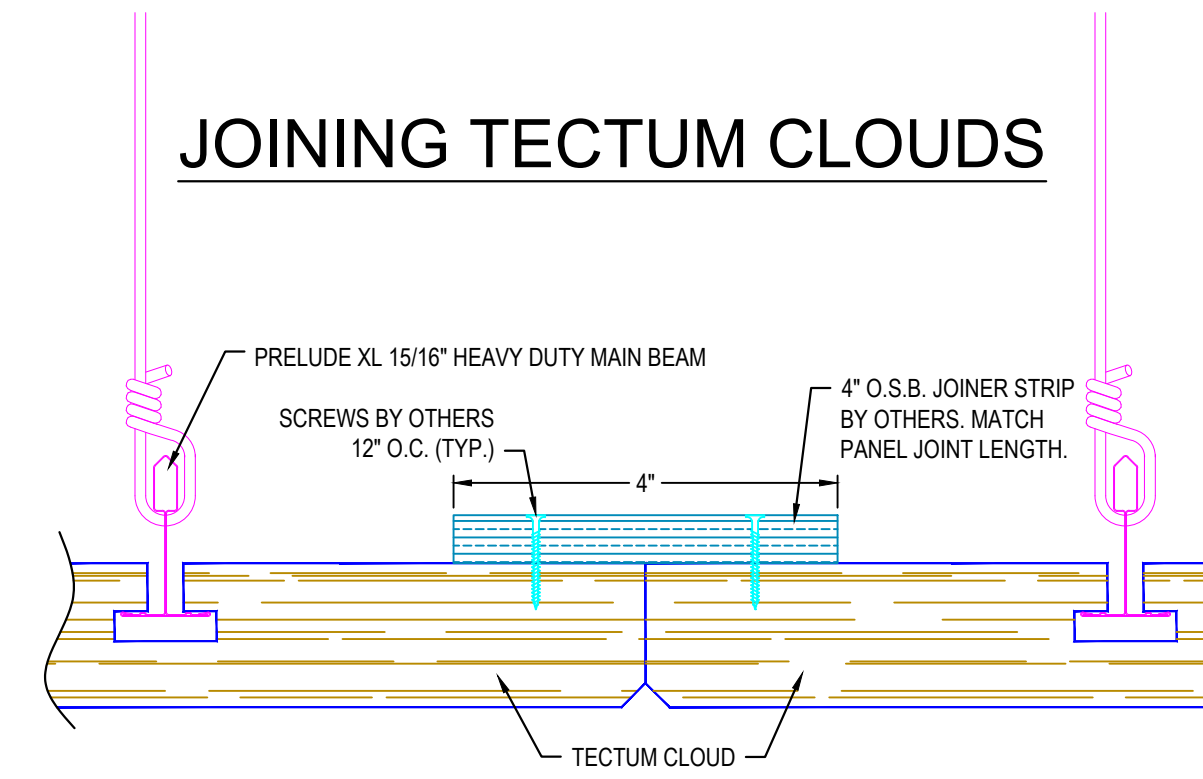 JOINING TECTUM CLOUDS
PRELUDE XL 15/16" HEAVY DUTY MAIN BEAM
SCREWS BY OTHERS
12" O.C. (TYP.)
4" O.S.B. JOINER STRIP
BY OTHERS. MATCH
PANEL JOINT LENGTH.
4"
TECTUM CLOUD